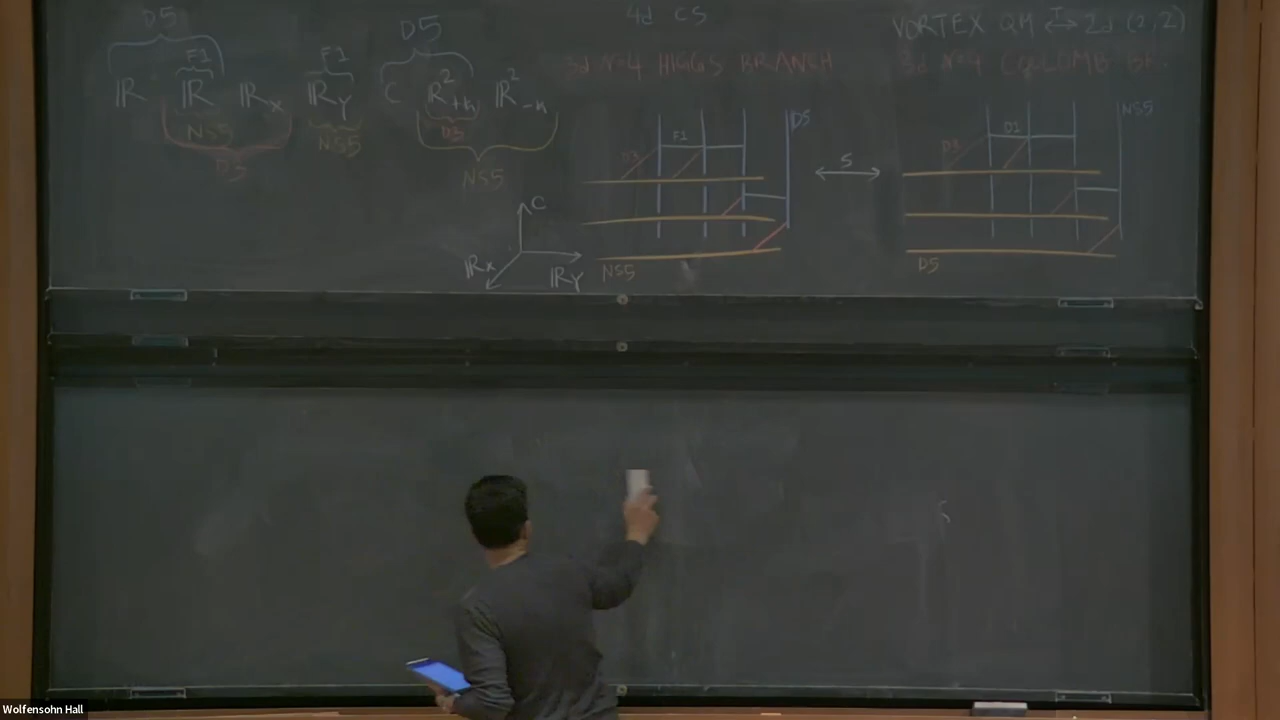 D5
F1
ℝ ℝ ℝx ℝY C ℝ²+ħ ℝ²-ħ
F1
D5
NS5
D3
NS5
D3
NS5
C
ℝx
ℝY
4d CS
3d N=4 HIGGS BRANCH
D3
F1
D5
NS5
S
VORTEX QM ↔ 2d (2,2)
3d N=4 COULOMB BR.
D3
D1
NS5
D5
Wolfensohn Hall